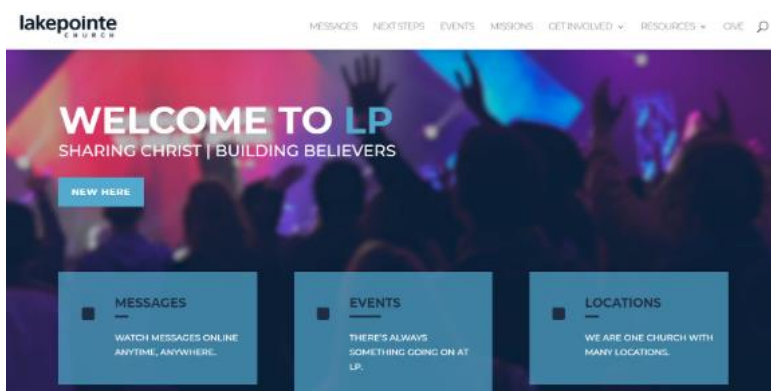 lakepointe
CHURCH
MESSAGES NEXT STEPS EVENTS MISSIONS GET INVOLVED RESOURCES GIVE
WELCOME TO LP
SHARING CHRIST | BUILDING BELIEVERS
NEW HERE
MESSAGES
WATCH MESSAGES ONLINE
ANYTIME, ANYWHERE.
EVENTS
THERE'S ALWAYS
SOMETHING GOING ON AT
LP.
LOCATIONS
WE ARE ONE CHURCH WITH
MANY LOCATIONS.